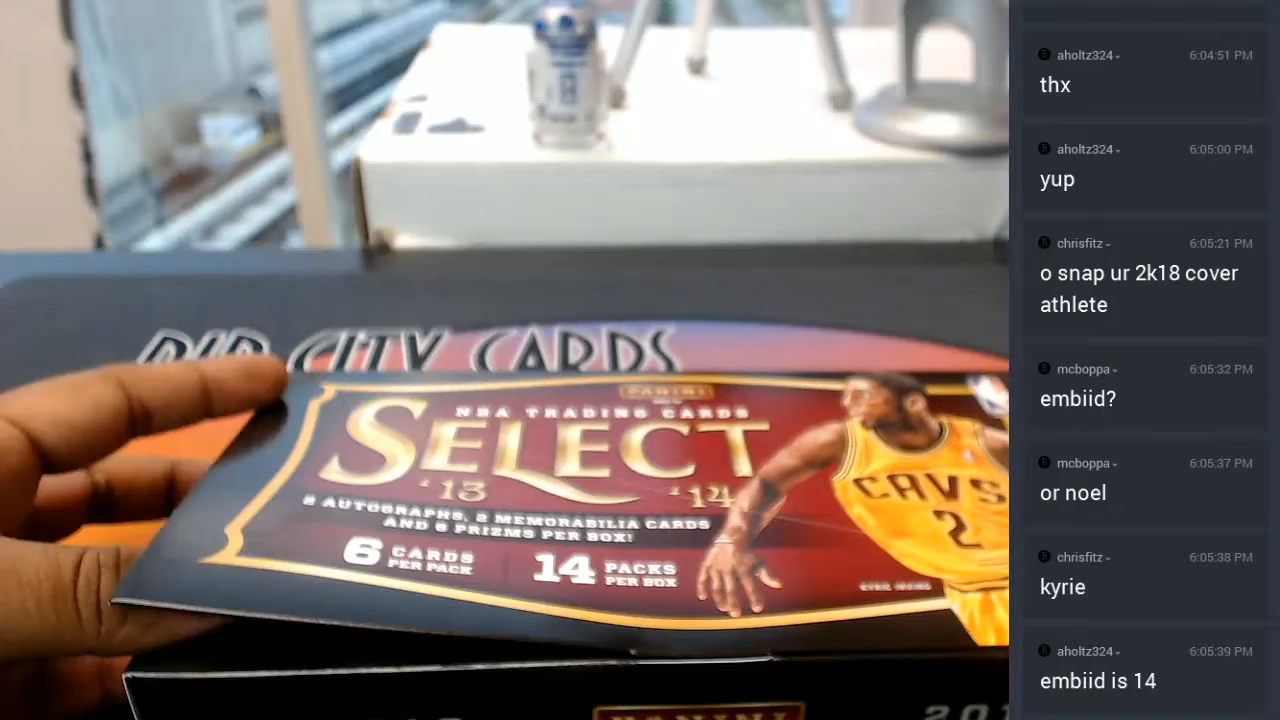 RIP CITY CARDS
PANINI
NBA TRADING CARDS
SELECT
'13 '14
2 AUTOGRAPHS, 2 MEMORABILIA CARDS
AND 6 PRIZMS PER BOX!
6 CARDS PER PACK
14 PACKS PER BOX
CAVS
2
KYRIE IRVING
PANINI
201
aholtz324 6:04:51 PM
thx
aholtz324 6:05:00 PM
yup
chrisfitz 6:05:21 PM
o snap ur 2k18 cover
athlete
mcboppa 6:05:32 PM
embiid?
mcboppa 6:05:37 PM
or noel
chrisfitz 6:05:38 PM
kyrie
aholtz324 6:05:39 PM
embiid is 14